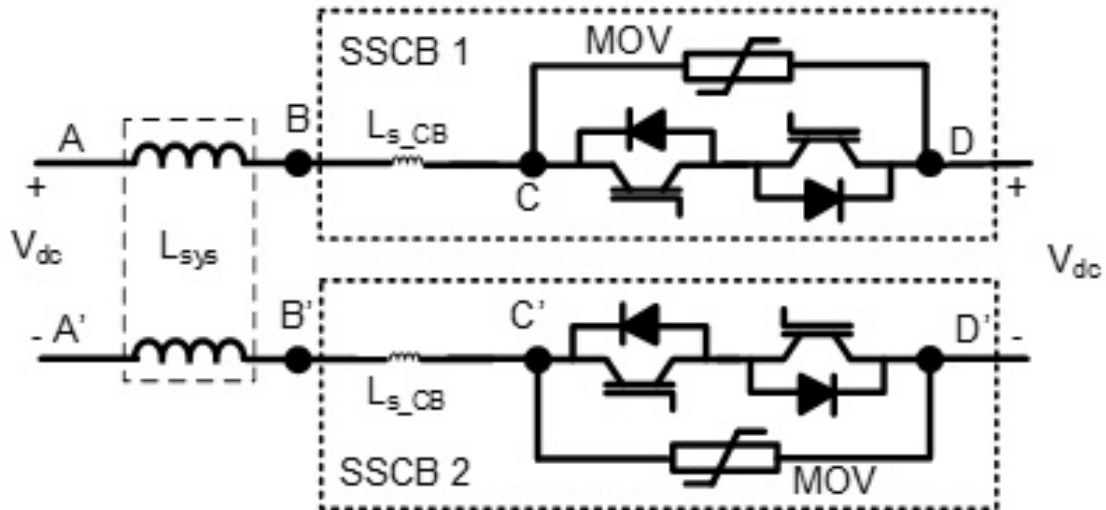 SSCB 1
MOV
A
B
L_s_CB
C
D
+
+
V_dc
L_sys
V_dc
- A'
B'
C'
D'
-
L_s_CB
SSCB 2
MOV